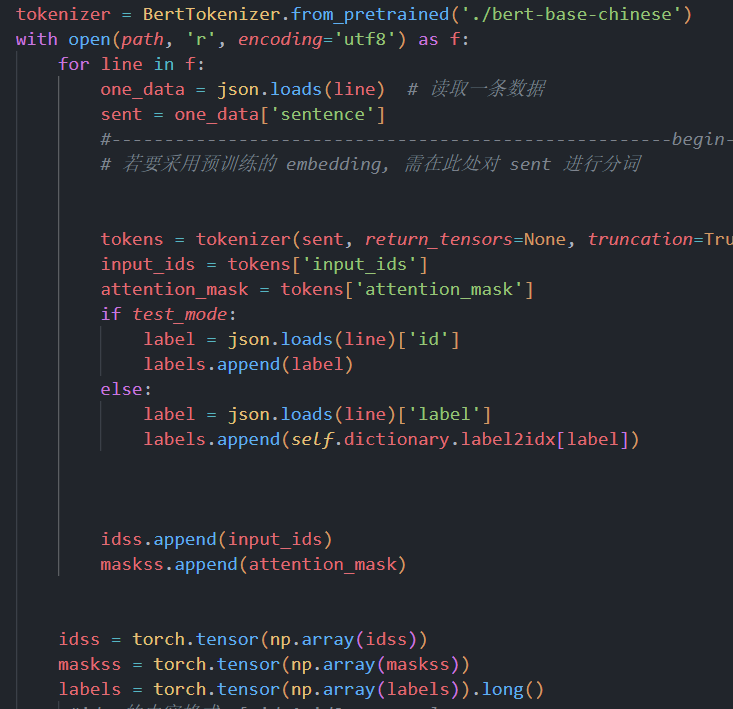 tokenizer = BertTokenizer.from_pretrained('./bert-base-chinese')
with open(path, 'r', encoding='utf8') as f:
    for line in f:
        one_data = json.loads(line)  # 读取一条数据
        sent = one_data['sentence']
        #-----------------------------------------------------begin-
        # 若要采用预训练的 embedding, 需在此处对 sent 进行分词
        tokens = tokenizer(sent, return_tensors=None, truncation=Tru
        input_ids = tokens['input_ids']
        attention_mask = tokens['attention_mask']
        if test_mode:
            label = json.loads(line)['id']
            labels.append(label)
        else:
            label = json.loads(line)['label']
            labels.append(self.dictionary.label2idx[label])
        idss.append(input_ids)
        maskss.append(attention_mask)
    idss = torch.tensor(np.array(idss))
    maskss = torch.tensor(np.array(maskss))
    labels = torch.tensor(np.array(labels)).long()